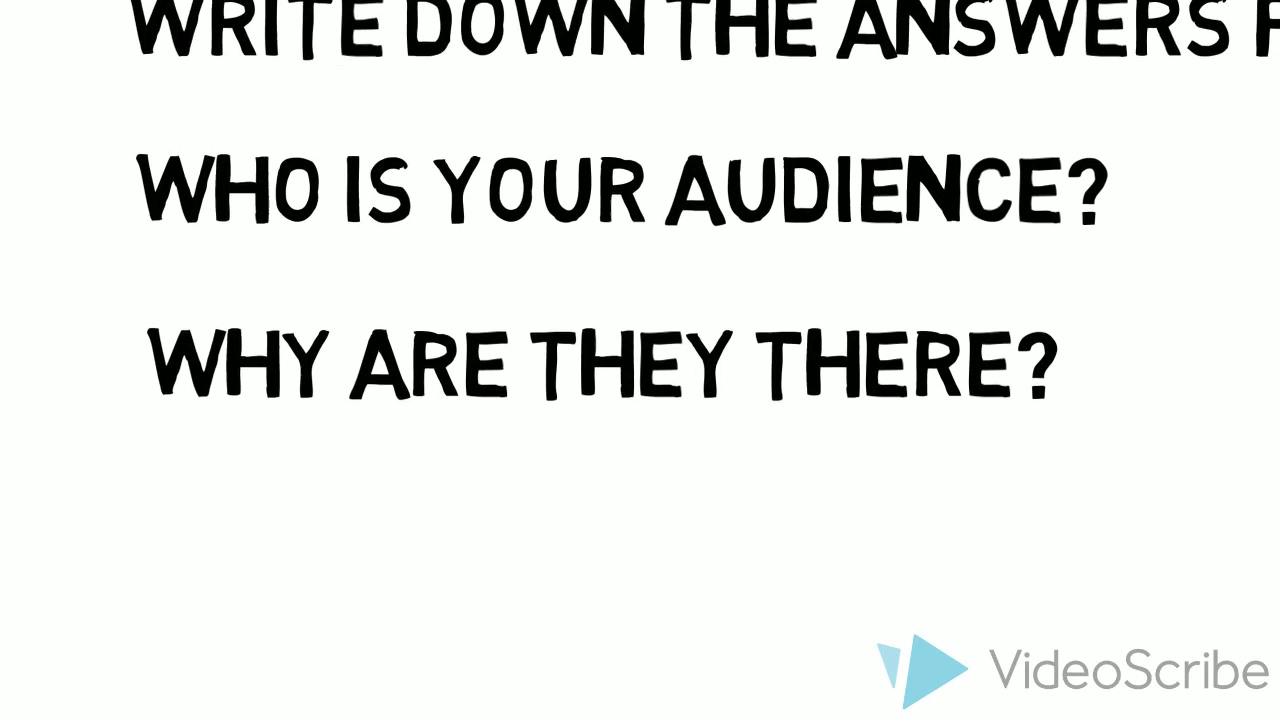 WRITE DOWN THE ANSWERS
WHO IS YOUR AUDIENCE?
WHY ARE THEY THERE?
VideoScribe